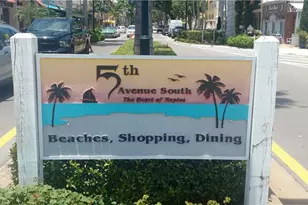 5th
Avenue South
The Heart of Naples
Beaches, Shopping, Dining